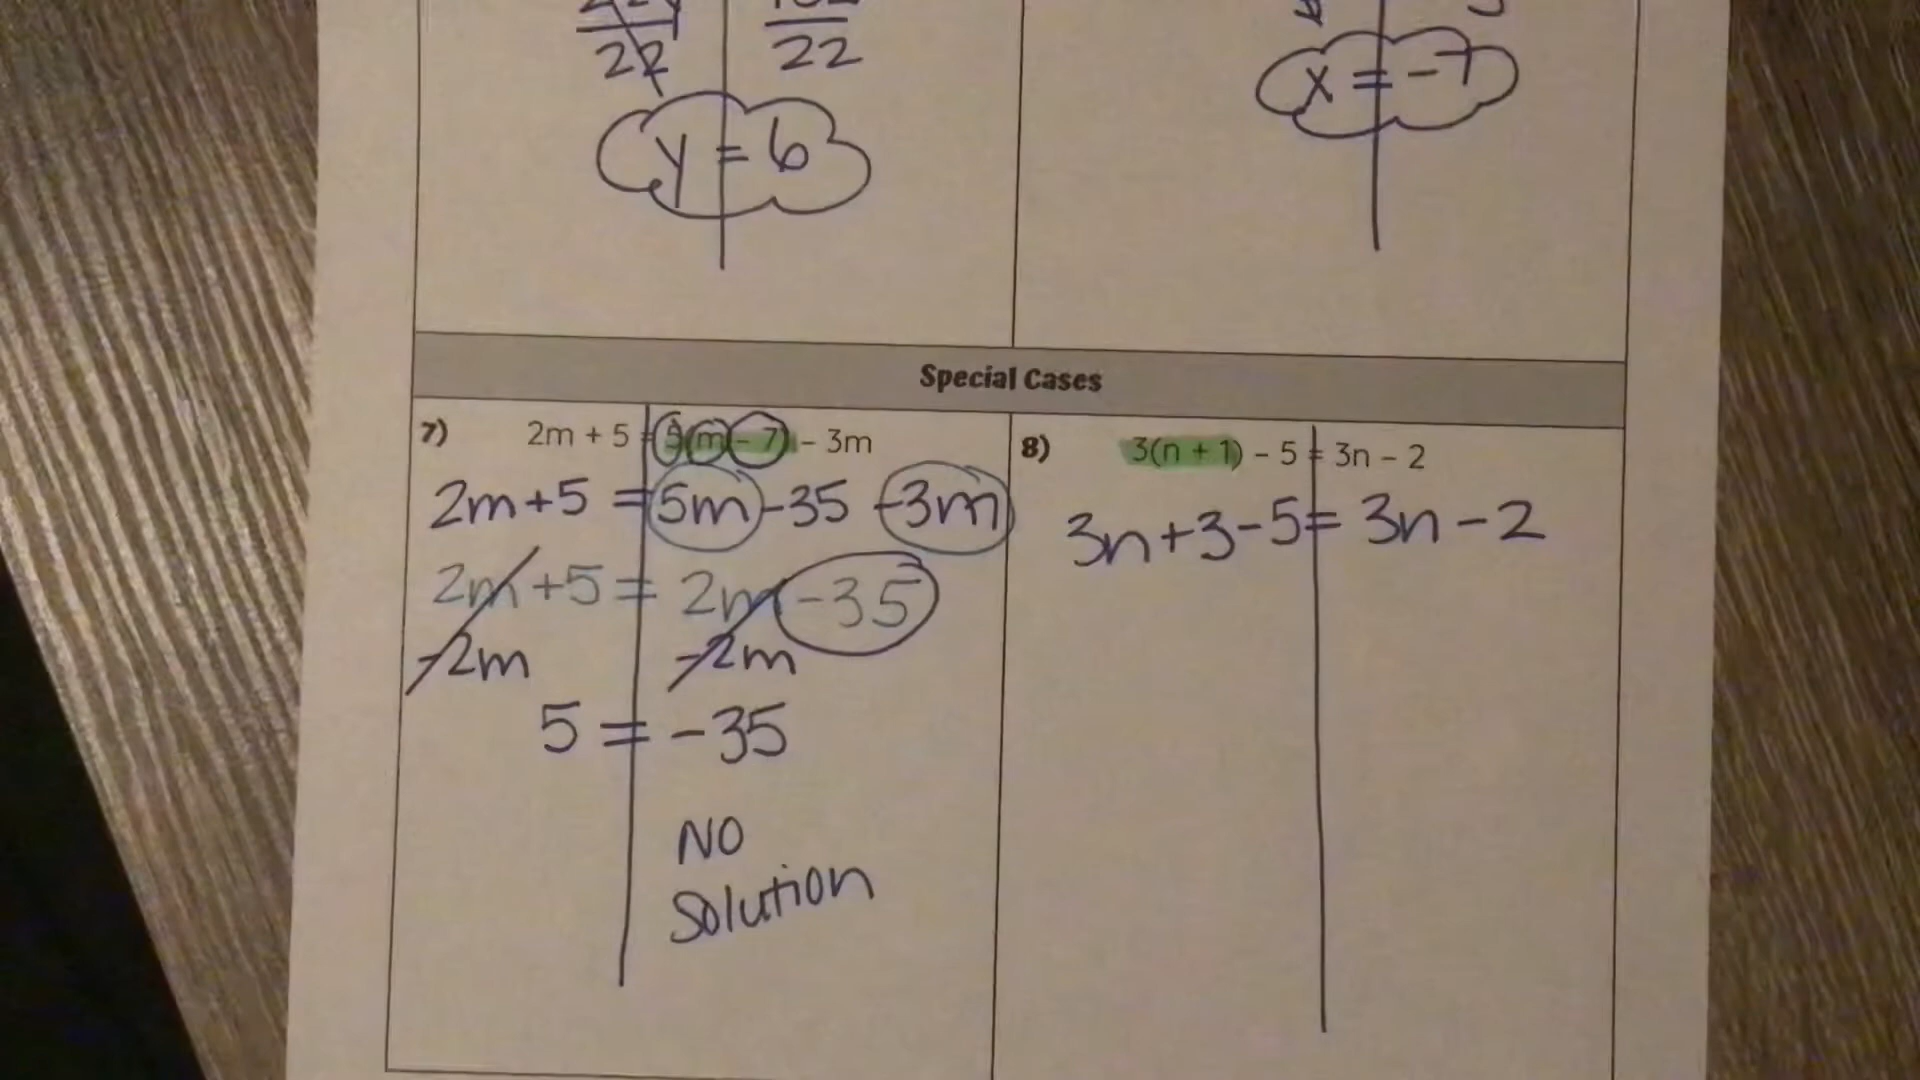 22
22
y = 6
x = -7
Special Cases
7) 2m + 5 = 5(m - 7) - 3m
2m+5 = 5m-35 -3m
2m +5 = 2m -35
-2m -2m
5 = -35
NO
Solution
8) 3(n + 1) - 5 = 3n - 2
3n+3-5 = 3n-2